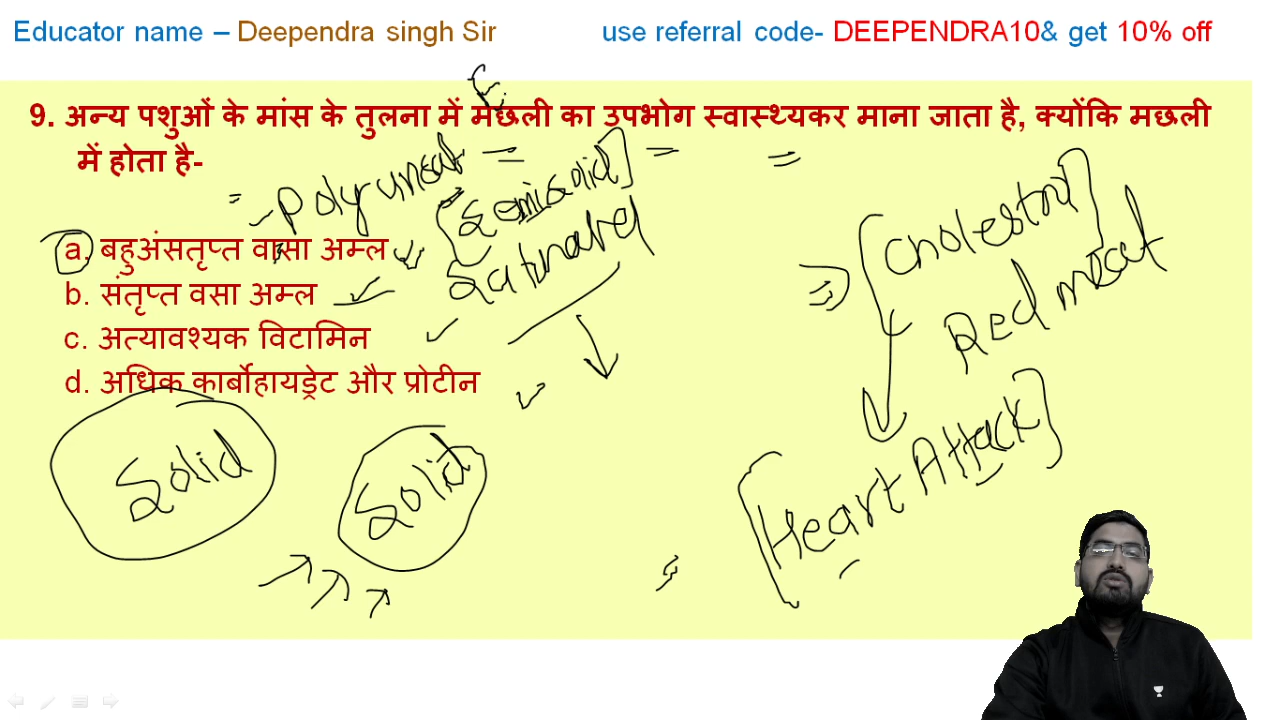 Educator name – Deependra singh Sir use referral code- DEEPENDRA10& get 10% off
9. अन्य पशुओं के मांस के तुलना में मछली का उपभोग स्वास्थ्यकर माना जाता है, क्योंकि मछली
में होता है-
Polyunsat
Semisolid
Saturated
Cholestrol
Red meat
a. बहुअंसतृप्त वासा अम्ल
b. संतृप्त वसा अम्ल
c. अत्यावश्यक विटामिन
d. अधिक कार्बोहायड्रेट और प्रोटीन
Solid
Solid
Heart Attack